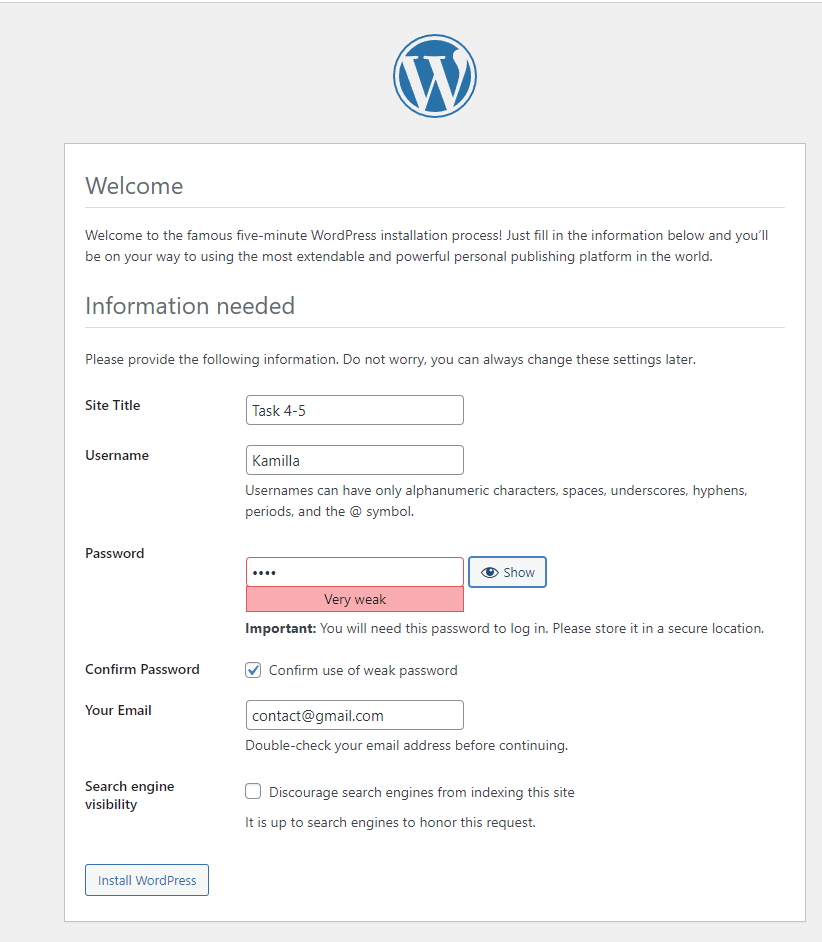 Welcome
Welcome to the famous five-minute WordPress installation process! Just fill in the information below and you’ll
be on your way to using the most extendable and powerful personal publishing platform in the world.
Information needed
Please provide the following information. Do not worry, you can always change these settings later.
Site Title
Task 4-5
Username
Kamilla
Usernames can have only alphanumeric characters, spaces, underscores, hyphens,
periods, and the @ symbol.
Password
••••
Show
Very weak
Important: You will need this password to log in. Please store it in a secure location.
Confirm Password
Confirm use of weak password
Your Email
contact@gmail.com
Double-check your email address before continuing.
Search engine
visibility
Discourage search engines from indexing this site
It is up to search engines to honor this request.
Install WordPress